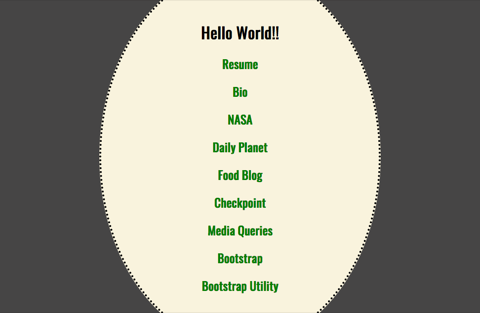 Hello World!!
Resume
Bio
NASA
Daily Planet
Food Blog
Checkpoint
Media Queries
Bootstrap
Bootstrap Utility